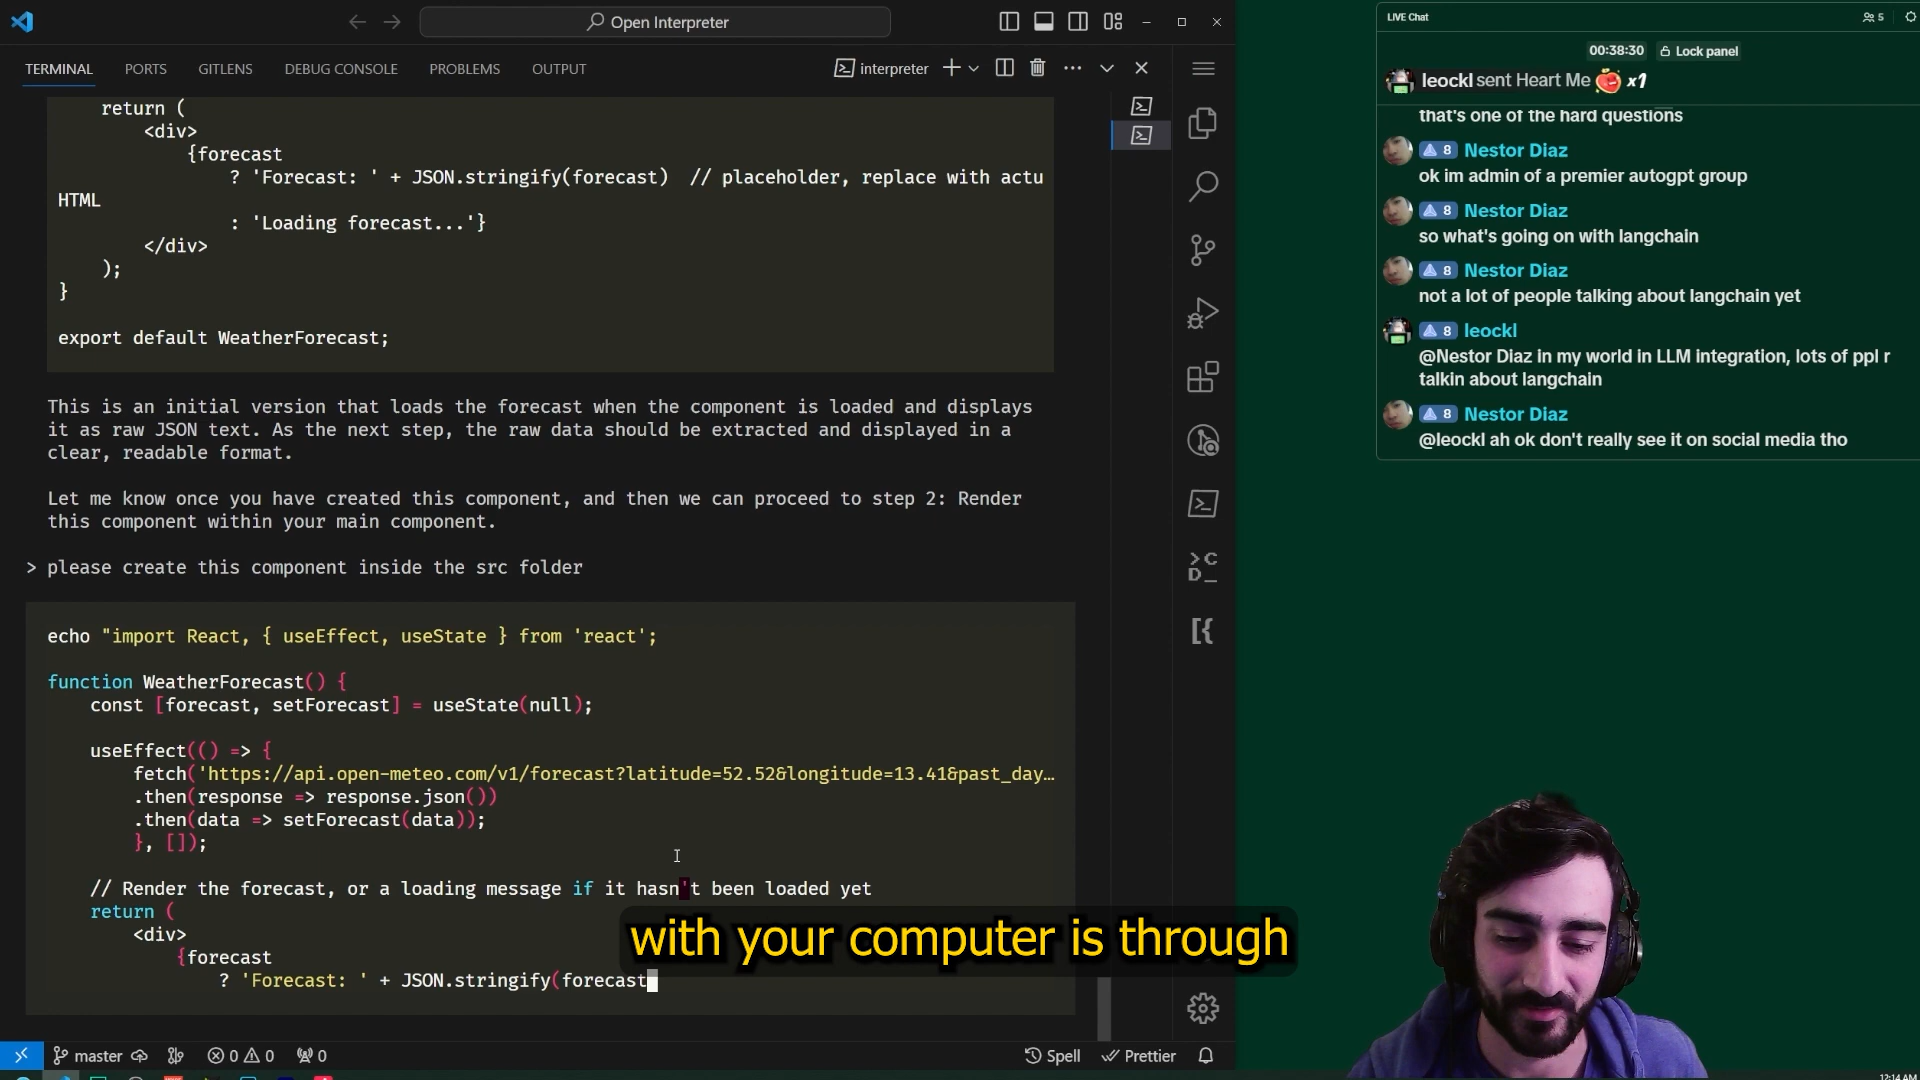 Open Interpreter
TERMINAL PORTS GITLENS DEBUG CONSOLE PROBLEMS OUTPUT
interpreter
return (
<div>
{forecast
? 'Forecast: ' + JSON.stringify(forecast)  // placeholder, replace with actu
HTML
: 'Loading forecast...'}
</div>
);
}
export default WeatherForecast;
This is an initial version that loads the forecast when the component is loaded and displays
it as raw JSON text. As the next step, the raw data should be extracted and displayed in a
clear, readable format.
Let me know once you have created this component, and then we can proceed to step 2: Render
this component within your main component.
> please create this component inside the src folder
echo "import React, { useEffect, useState } from 'react';
function WeatherForecast() {
const [forecast, setForecast] = useState(null);
useEffect(() => {
fetch('https://api.open-meteo.com/v1/forecast?latitude=52.52&longitude=13.41&past_day…
.then(response => response.json())
.then(data => setForecast(data));
}, []);
// Render the forecast, or a loading message if it hasn't been loaded yet
return (
<div>
{forecast
? 'Forecast: ' + JSON.stringify(forecast
with your computer is through
master
0 0
0
Spell
Prettier
LIVE Chat
5
00:38:30
Lock panel
leockl sent Heart Me x1
that's one of the hard questions
8 Nestor Diaz
ok im admin of a premier autogpt group
8 Nestor Diaz
so what's going on with langchain
8 Nestor Diaz
not a lot of people talking about langchain yet
8 leockl
@Nestor Diaz in my world in LLM integration, lots of ppl r
talkin about langchain
8 Nestor Diaz
@leockl ah ok don't really see it on social media tho
12:14 AM